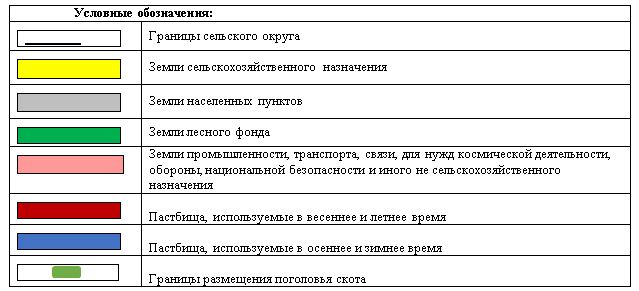 Условные обозначения:
Границы сельского округа
Земли сельскохозяйственного назначения
Земли населенных пунктов
Земли лесного фонда
Земли промышленности, транспорта, связи, для нужд космической деятельности,
обороны, национальной безопасности и иного не сельскохозяйственного
назначения
Пастбища, используемые в весеннее и летнее время
Пастбища, используемые в осеннее и зимнее время
Границы размещения поголовья скота